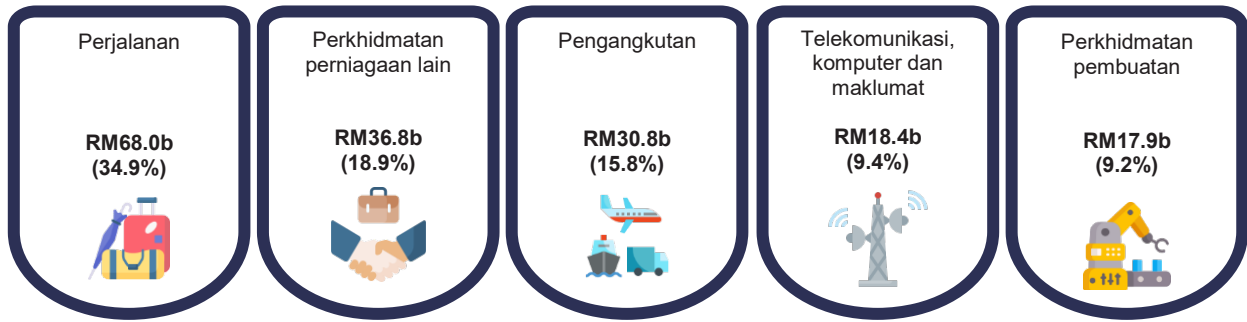 Perjalanan
RM68.0b
(34.9%)
Perkhidmatan
perniagaan lain
RM36.8b
(18.9%)
Pengangkutan
RM30.8b
(15.8%)
Telekomunikasi,
komputer dan
maklumat
RM18.4b
(9.4%)
Perkhidmatan
pembuatan
RM17.9b
(9.2%)